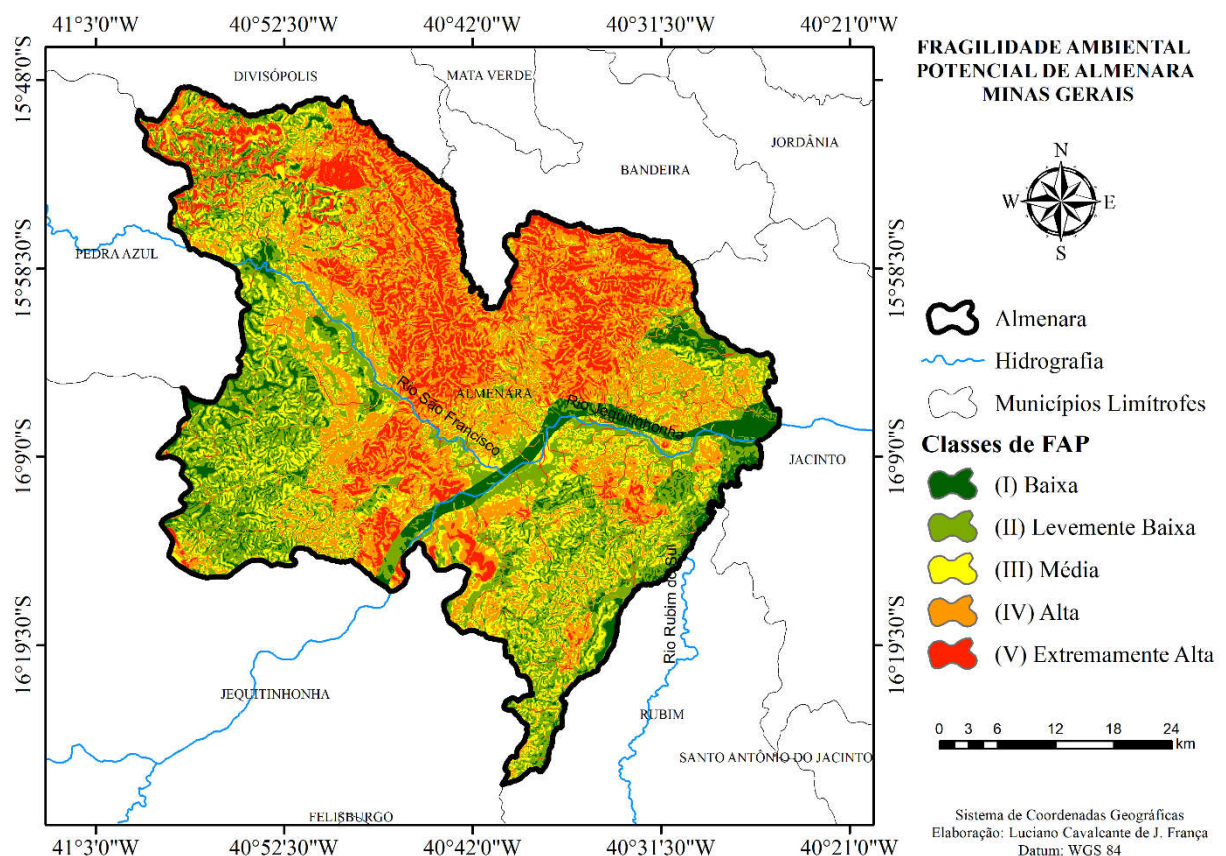 41°3'0"W
40°52'30"W
40°42'0"W
40°31'30"W
40°21'0"W
FRAGILIDADE AMBIENTAL
POTENCIAL DE ALMENARA
MINAS GERAIS
15°48'0"S
15°48'0"S
DIVISÓPOLIS
MATA VERDE
JORDÂNIA
BANDEIRA
N
W
E
S
PEDRA AZUL
15°58'30"S
15°58'30"S
Almenara
Hidrografia
Municípios Limítrofes
ALMENARA
Rio São Francisco
Rio Jequitinhonha
JACINTO
16°9'0"S
16°9'0"S
Classes de FAP
(I) Baixa
(II) Levemente Baixa
(III) Média
(IV) Alta
(V) Extremamente Alta
Rio Rubim do Sul
16°19'30"S
16°19'30"S
JEQUITINHONHA
RUBIM
SANTO ANTÔNIO DO JACINTO
FELISBURGO
0 3 6 12 18 24
km
41°3'0"W
40°52'30"W
40°42'0"W
40°31'30"W
40°21'0"W
Sistema de Coordenadas Geográficas
Elaboração: Luciano Cavalcante de J. França
Datum: WGS 84